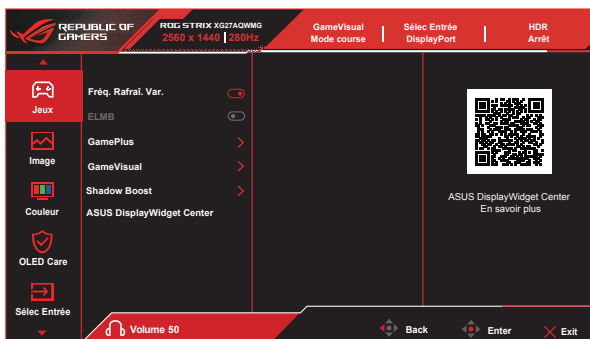 REPUBLIC OF
GAMERS
ROG STRIX XG27AQWMG
2560 x 1440 280Hz
GameVisual
Mode course
Sélec Entrée
DisplayPort
HDR
Arrêt
Jeux
Image
Couleur
OLED Care
Sélec Entrée
Fréq. Rafraî. Var.
ELMB
GamePlus
GameVisual
Shadow Boost
ASUS DisplayWidget Center
ASUS DisplayWidget Center
En savoir plus
Volume 50
Back
Enter
Exit